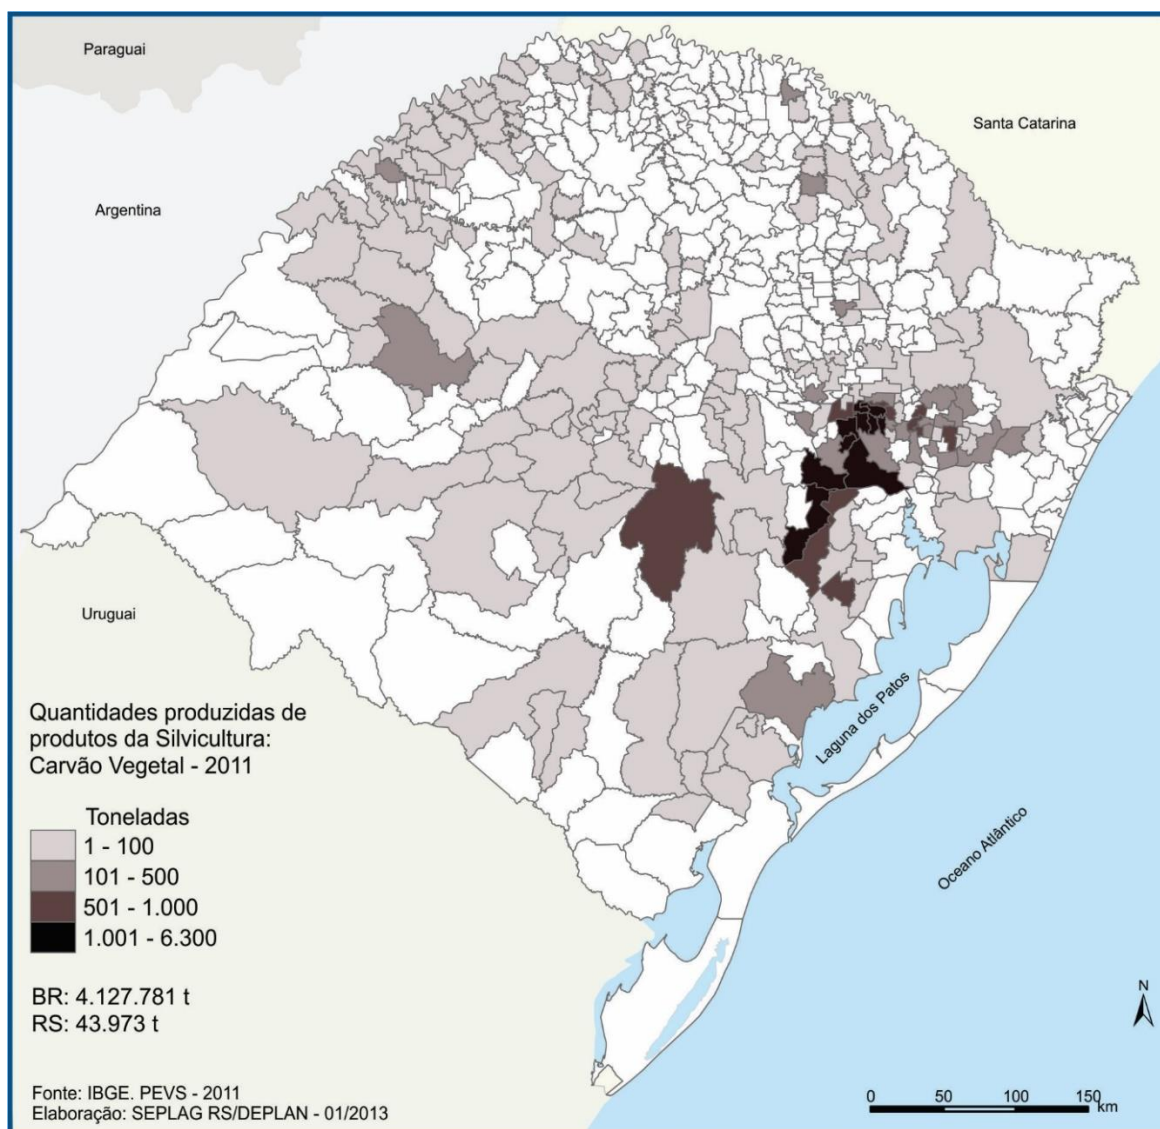 Paraguai
Santa Catarina
Argentina
Uruguai
Laguna dos Patos
Oceano Atlântico
Quantidades produzidas de
produtos da Silvicultura:
Carvão Vegetal - 2011
Toneladas
1 - 100
101 - 500
501 - 1.000
1.001 - 6.300
BR: 4.127.781 t
RS: 43.973 t
Fonte: IBGE. PEVS - 2011
Elaboração: SEPLAG RS/DEPLAN - 01/2013
N
0 50 100 150
km